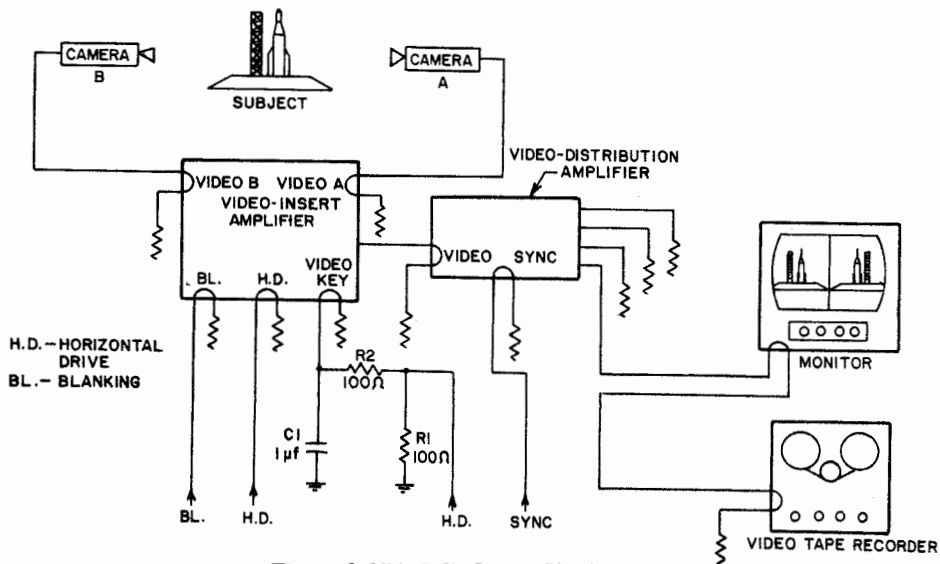 CAMERA
B
SUBJECT
CAMERA
A
VIDEO B
VIDEO A
VIDEO-INSERT
AMPLIFIER
BL.
H.D.
VIDEO
KEY
VIDEO-DISTRIBUTION
AMPLIFIER
VIDEO
SYNC
MONITOR
H.D.-HORIZONTAL
DRIVE
BL.- BLANKING
R2
100Ω
C1
1µf
R1
100Ω
BL.
H.D.
H.D.
SYNC
VIDEO TAPE RECORDER